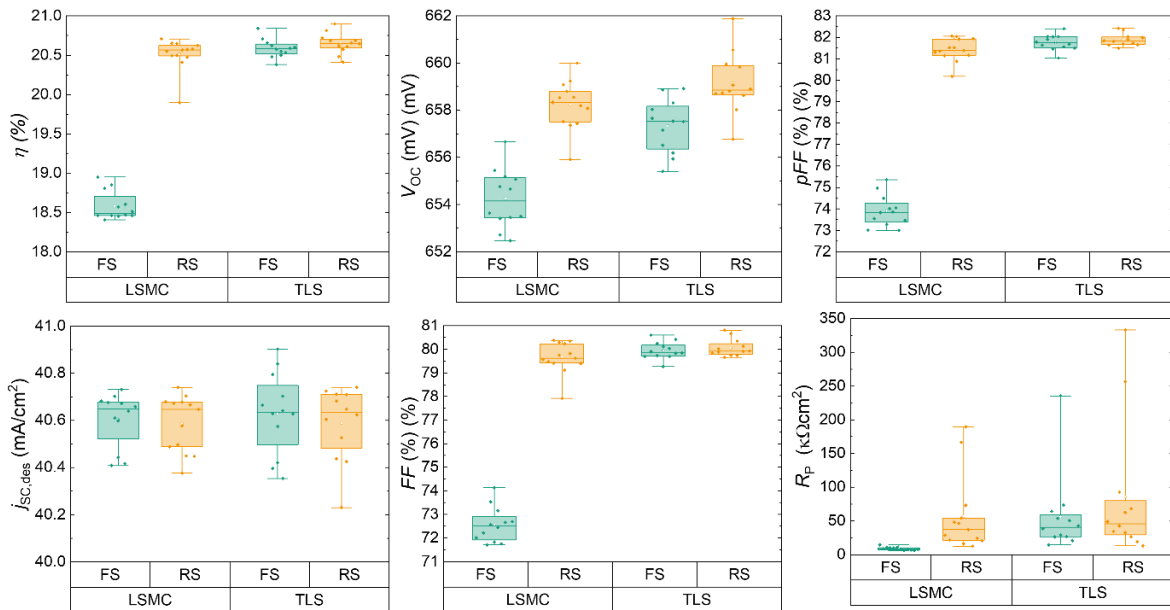 η (%)
21.0
20.5
20.0
19.5
19.0
18.5
18.0
FS RS FS RS
LSMC TLS
V_OC (mV) (mV)
662
660
658
656
654
652
FS RS FS RS
LSMC TLS
pFF (%) (%)
83
82
81
80
79
78
77
76
75
74
73
72
FS RS FS RS
LSMC TLS
j_SC,des (mA/cm²)
41.0
40.8
40.6
40.4
40.2
40.0
FS RS FS RS
LSMC TLS
FF (%) (%)
81
80
79
78
77
76
75
74
73
72
71
FS RS FS RS
LSMC TLS
R_P (κΩcm2)
350
300
250
200
150
100
50
0
FS RS FS RS
LSMC TLS